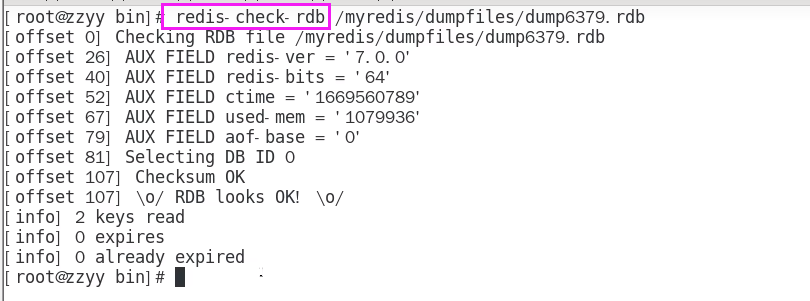 [root@zzyy bin]# redis-check-rdb /myredis/dumpfiles/dump6379.rdb
[offset 0] Checking RDB file /myredis/dumpfiles/dump6379.rdb
[offset 26] AUX FIELD redis-ver = '7.0.0'
[offset 40] AUX FIELD redis-bits = '64'
[offset 52] AUX FIELD ctime = '1669560789'
[offset 67] AUX FIELD used-mem = '1079936'
[offset 79] AUX FIELD aof-base = '0'
[offset 81] Selecting DB ID 0
[offset 107] Checksum OK
[offset 107] \o/ RDB looks OK! \o/
[info] 2 keys read
[info] 0 expires
[info] 0 already expired
[root@zzyy bin]#